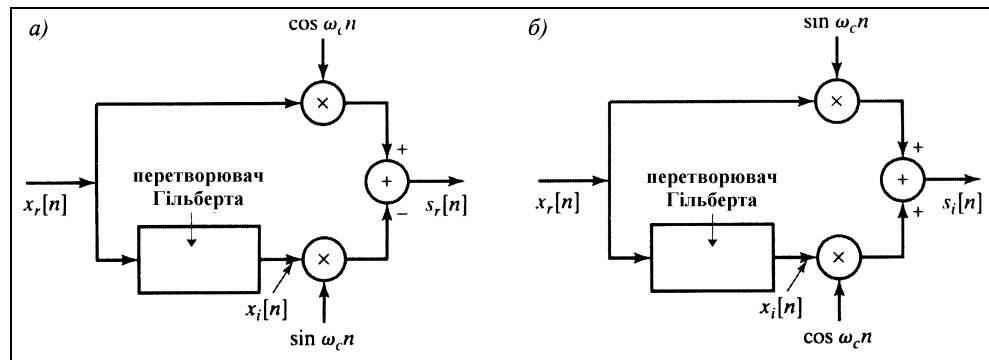 а)
cos ω_c n
×
+
перетворювач
Гільберта
+
x_r[n]
s_r[n]
−
×
x_i[n]
sin ω_c n
б)
sin ω_c n
×
+
перетворювач
Гільберта
+
x_r[n]
s_i[n]
+
×
x_i[n]
cos ω_c n